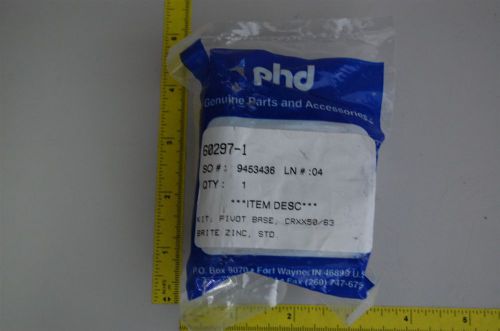 phd
Genuine Parts and Accessories
60297-1
SO #: 9453436 LN #:04
QTY: 1
***ITEM DESC***
KIT, PIVOT BASE, CRXX50/63
BRITE ZINC, STD
P.O. Box 9070 • Fort Wayne, IN 46899 U.
Fax (260) 747-675